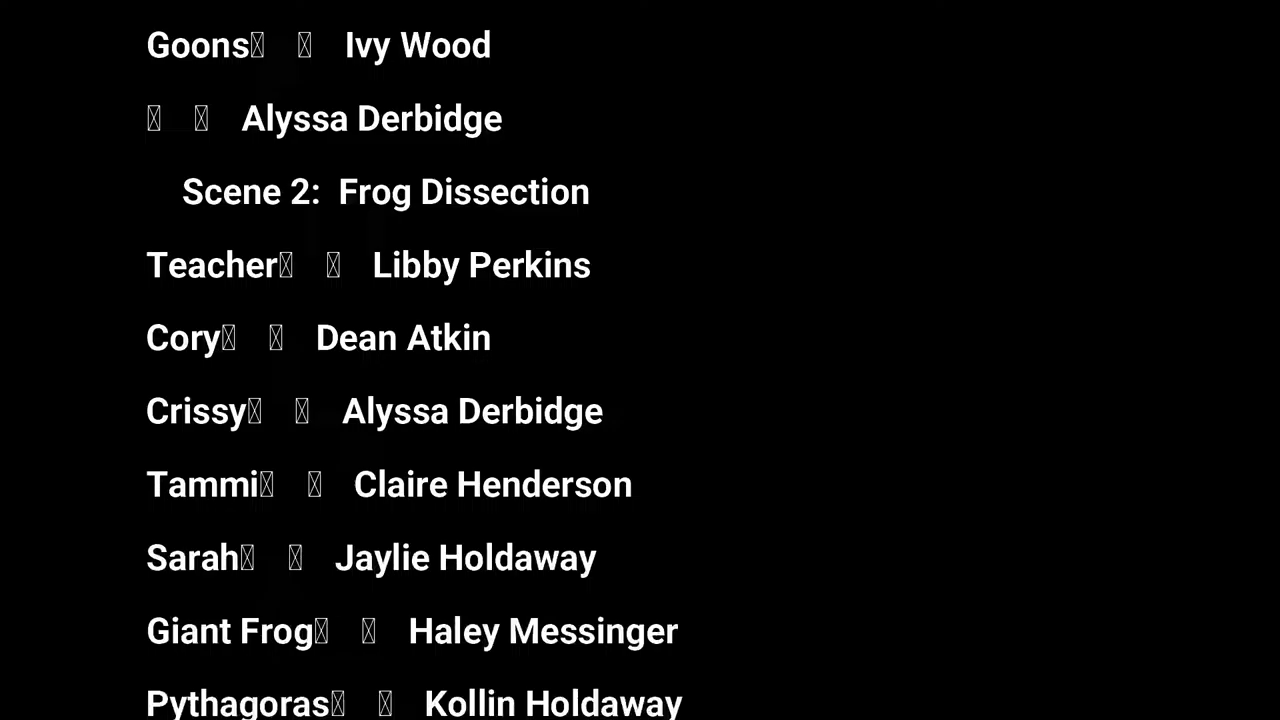 Goons Ivy Wood
Alyssa Derbidge
Scene 2: Frog Dissection
Teacher Libby Perkins
Cory Dean Atkin
Crissy Alyssa Derbidge
Tammi Claire Henderson
Sarah Jaylie Holdaway
Giant Frog Haley Messinger
Pythagoras Kollin Holdaway